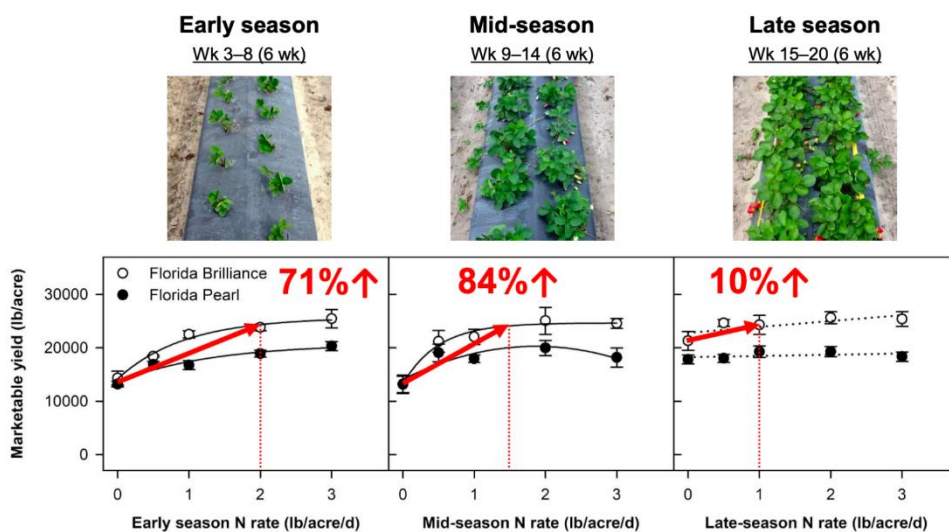 Early season
Wk 3–8 (6 wk)
Mid-season
Wk 9–14 (6 wk)
Late season
Wk 15–20 (6 wk)
Marketable yield (lb/acre)
30000
20000
10000
0
Florida Brilliance
Florida Pearl
71%↑
84%↑
10%↑
0 1 2 3
0 1 2 3
0 1 2 3
Early season N rate (lb/acre/d)
Mid-season N rate (lb/acre/d)
Late-season N rate (lb/acre/d)